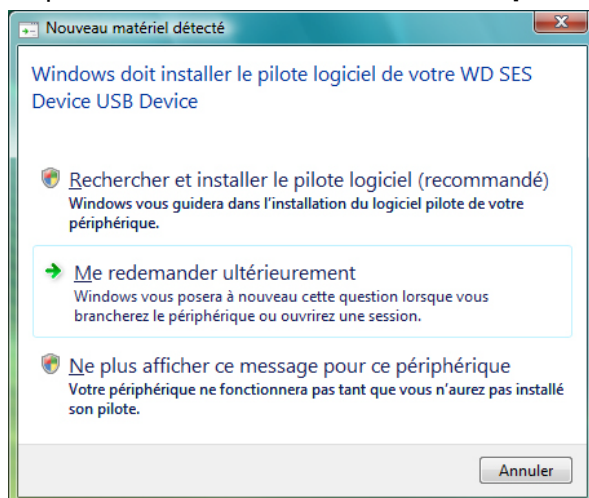 Nouveau matériel détecté
Windows doit installer le pilote logiciel de votre WD SES
Device USB Device
Rechercher et installer le pilote logiciel (recommandé)
Windows vous guidera dans l'installation du logiciel pilote de votre
périphérique.
Me redemander ultérieurement
Windows vous posera à nouveau cette question lorsque vous
brancherez le périphérique ou ouvrirez une session.
Ne plus afficher ce message pour ce périphérique
Votre périphérique ne fonctionnera pas tant que vous n'aurez pas installé
son pilote.
Annuler